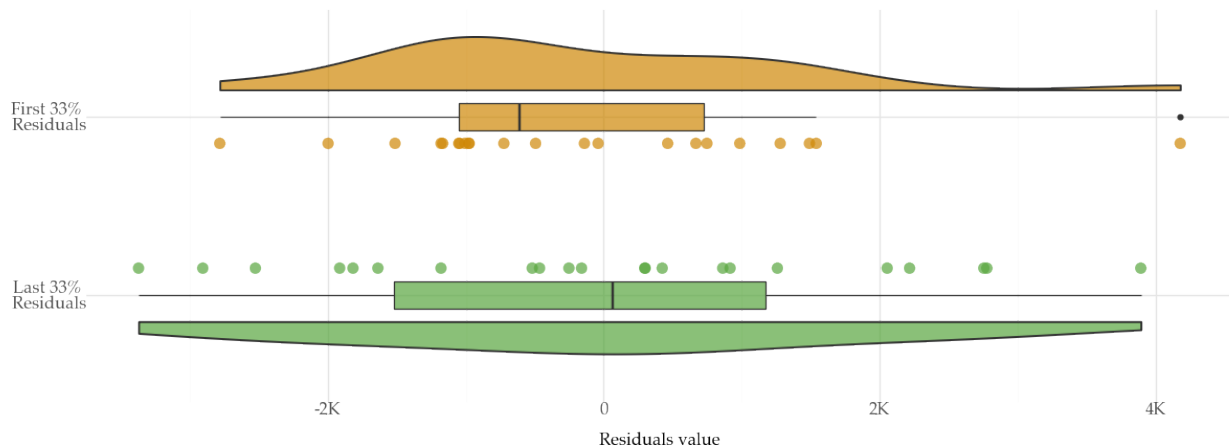 First 33%
Residuals
Last 33%
Residuals
-2K
0
2K
4K
Residuals value